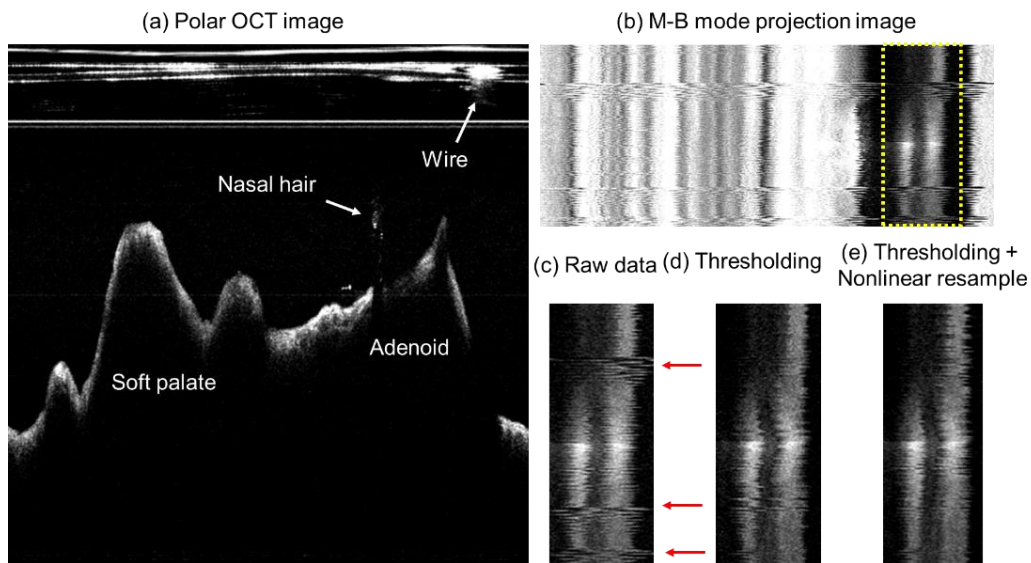 (a) Polar OCT image
(b) M-B mode projection image
Wire
Nasal hair
Adenoid
Soft palate
(c) Raw data
(d) Thresholding
(e) Thresholding +
Nonlinear resample